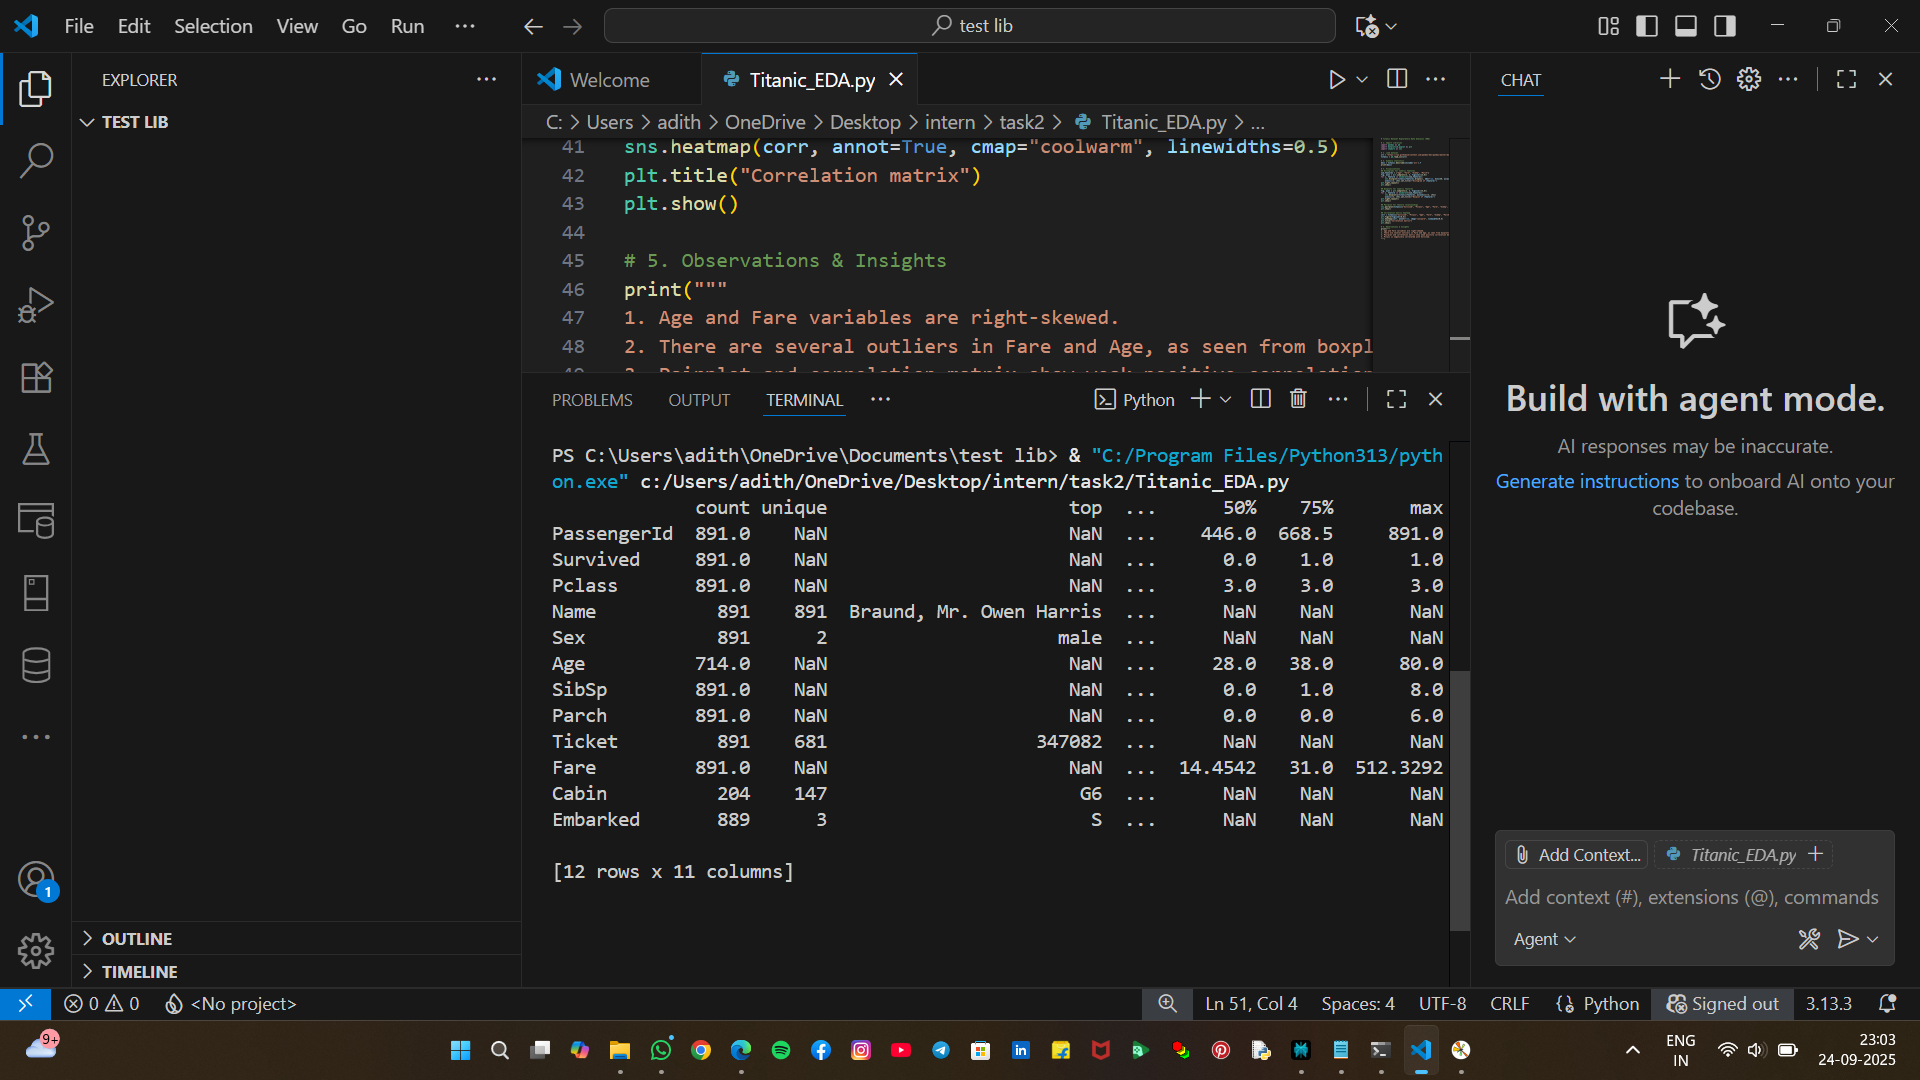 File Edit Selection View Go Run ...
test lib
EXPLORER
TEST LIB
OUTLINE
TIMELINE
Welcome
Titanic_EDA.py
C: > Users > adith > OneDrive > Desktop > intern > task2 > Titanic_EDA.py > ...
41 sns.heatmap(corr, annot=True, cmap="coolwarm", linewidths=0.5)
42 plt.title("Correlation matrix")
43 plt.show()
44
45 # 5. Observations & Insights
46 print("""
47 1. Age and Fare variables are right-skewed.
48 2. There are several outliers in Fare and Age, as seen from boxpl
PROBLEMS OUTPUT TERMINAL ...
Python
PS C:\Users\adith\OneDrive\Documents\test lib> & "C:/Program Files/Python313/pyth
on.exe" c:/Users/adith/OneDrive/Desktop/intern/task2/Titanic_EDA.py
count unique top ... 50% 75% max
PassengerId 891.0 NaN NaN ... 446.0 668.5 891.0
Survived 891.0 NaN NaN ... 0.0 1.0 1.0
Pclass 891.0 NaN NaN ... 3.0 3.0 3.0
Name 891 891 Braund, Mr. Owen Harris ... NaN NaN NaN
Sex 891 2 male ... NaN NaN NaN
Age 714.0 NaN NaN ... 28.0 38.0 80.0
SibSp 891.0 NaN NaN ... 0.0 1.0 8.0
Parch 891.0 NaN NaN ... 0.0 0.0 6.0
Ticket 891 681 347082 ... NaN NaN NaN
Fare 891.0 NaN NaN ... 14.4542 31.0 512.3292
Cabin 204 147 G6 ... NaN NaN NaN
Embarked 889 3 S ... NaN NaN NaN
[12 rows x 11 columns]
CHAT
Build with agent mode.
AI responses may be inaccurate.
Generate instructions to onboard AI onto your
codebase.
Add Context...
Titanic_EDA.py
Add context (#), extensions (@), commands
Agent
1
0 0
<No project>
Ln 51, Col 4
Spaces: 4
UTF-8
CRLF
Python
Signed out
3.13.3
9+
ENG
IN
23:03
24-09-2025